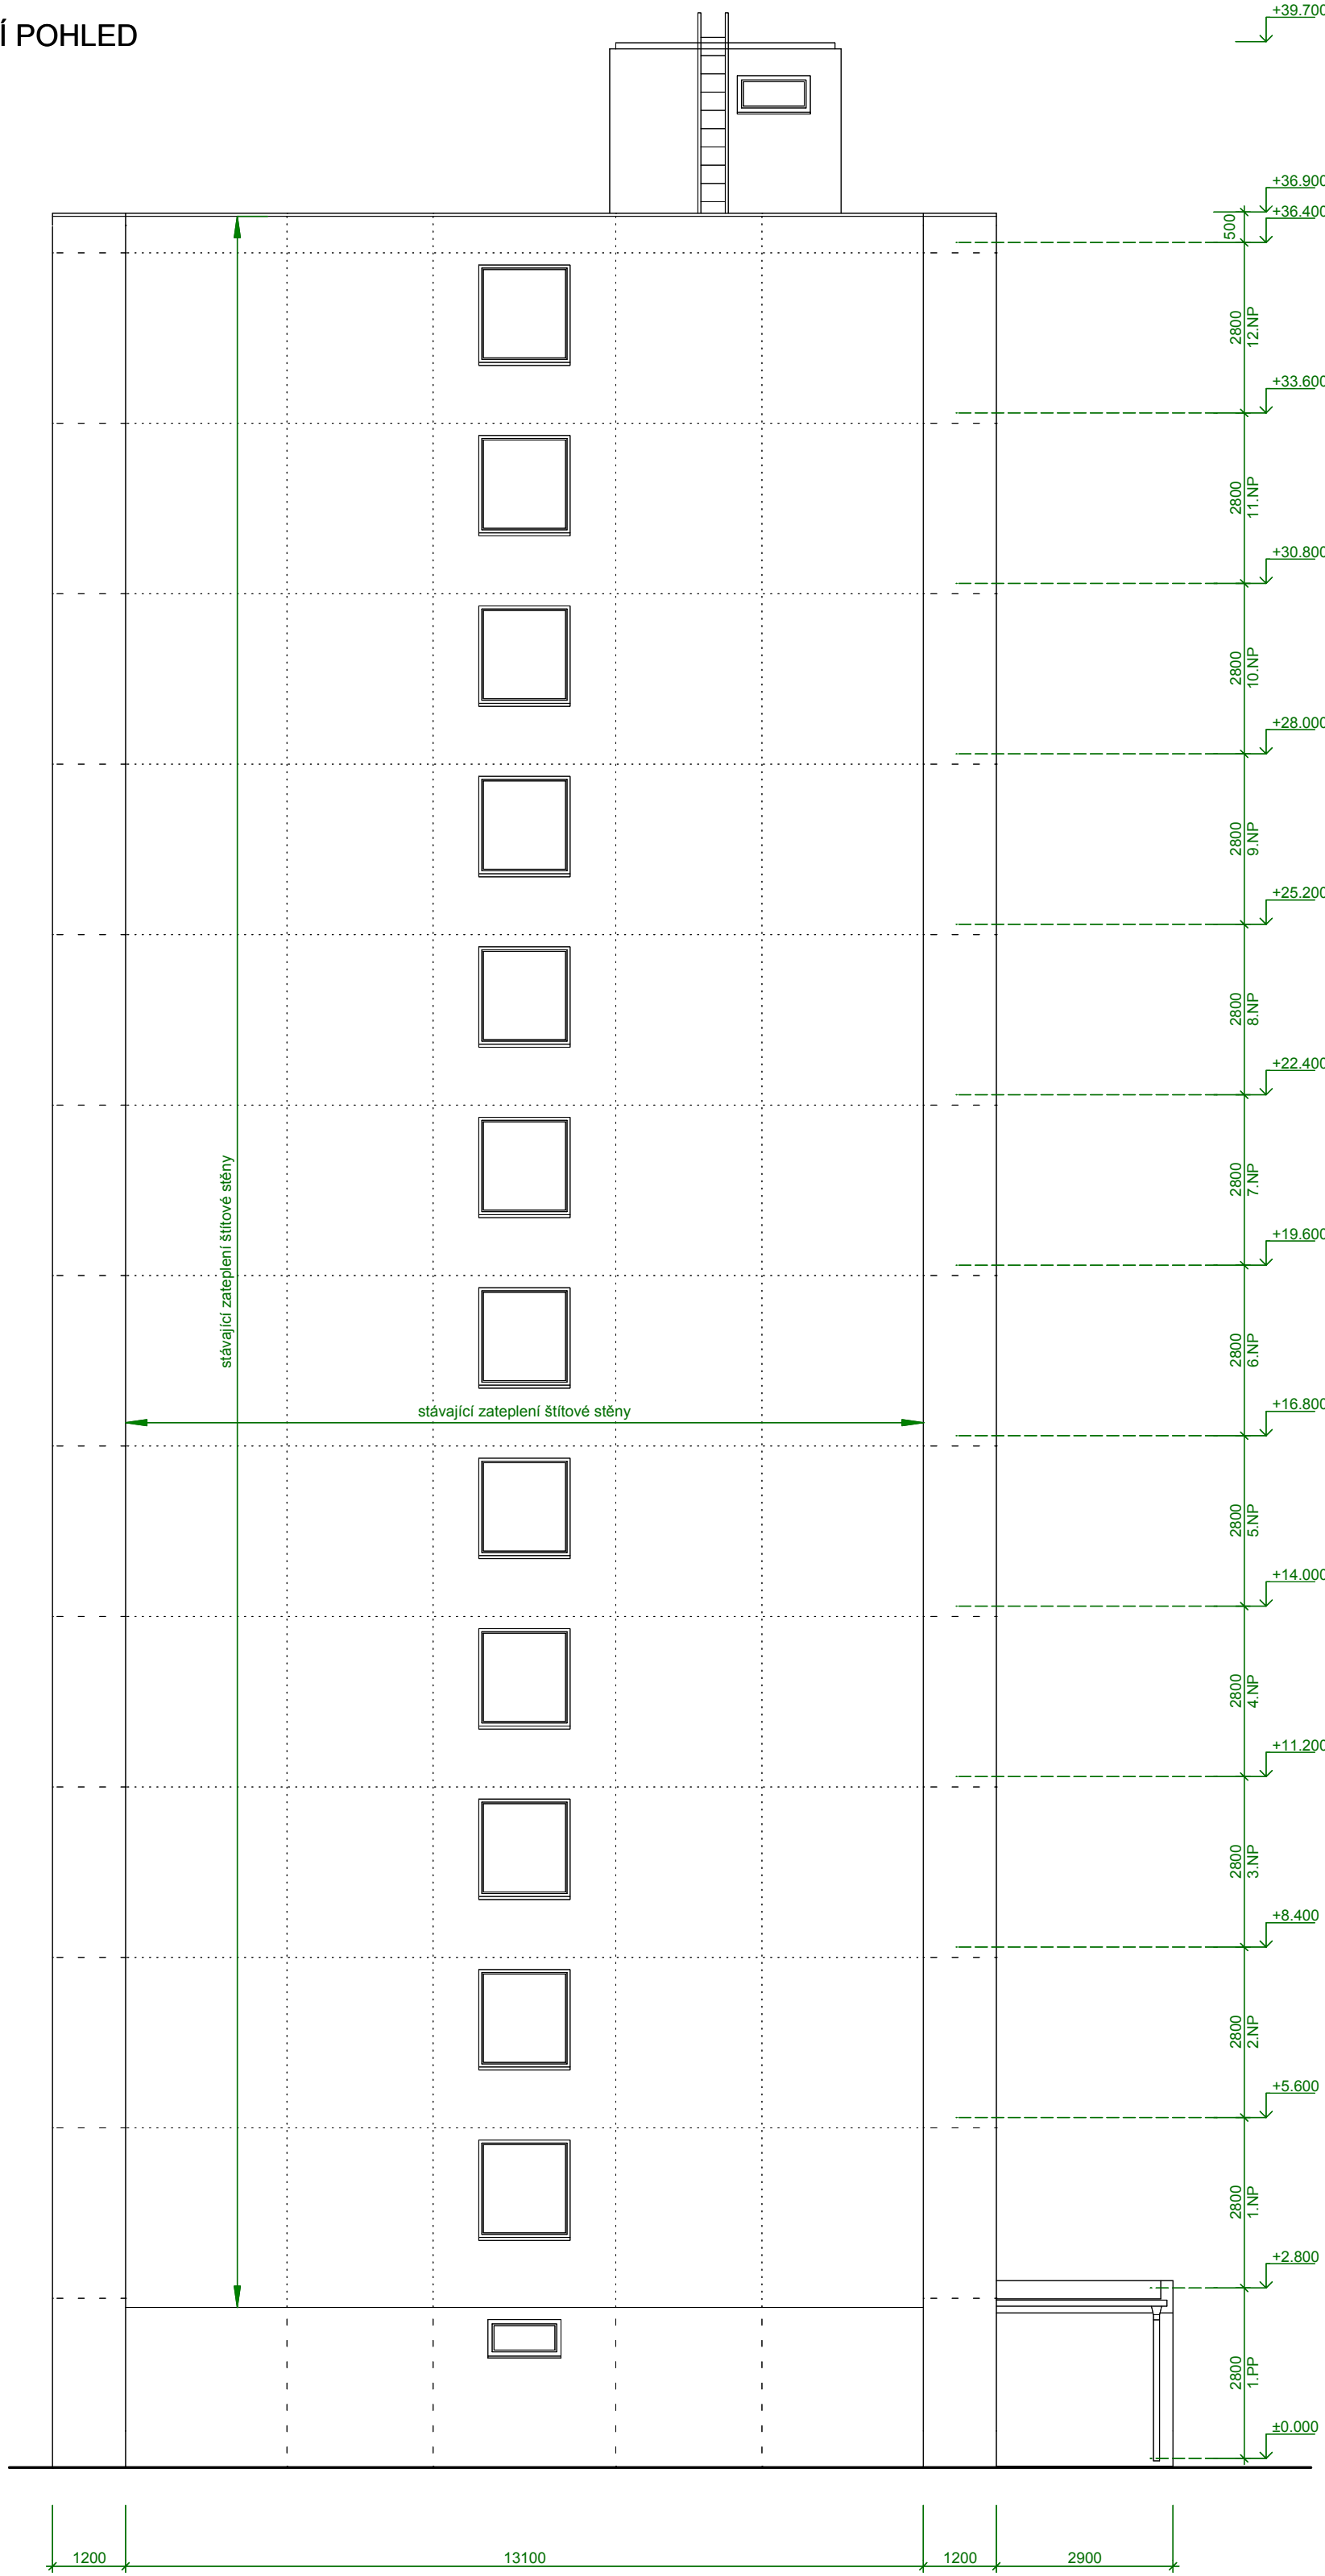 Í POHLED
+39.700
+36.900
+36.400
500
2800
12.NP
+33.600
2800
11.NP
+30.800
2800
10.NP
+28.000
2800
9.NP
+25.200
2800
8.NP
+22.400
2800
7.NP
+19.600
2800
6.NP
+16.800
2800
5.NP
+14.000
2800
4.NP
+11.200
2800
3.NP
+8.400
2800
2.NP
+5.600
2800
1.NP
+2.800
2800
1.PP
±0.000
stávající zateplení štítové stěny
stávající zateplení štítové stěny
1200
13100
1200
2900